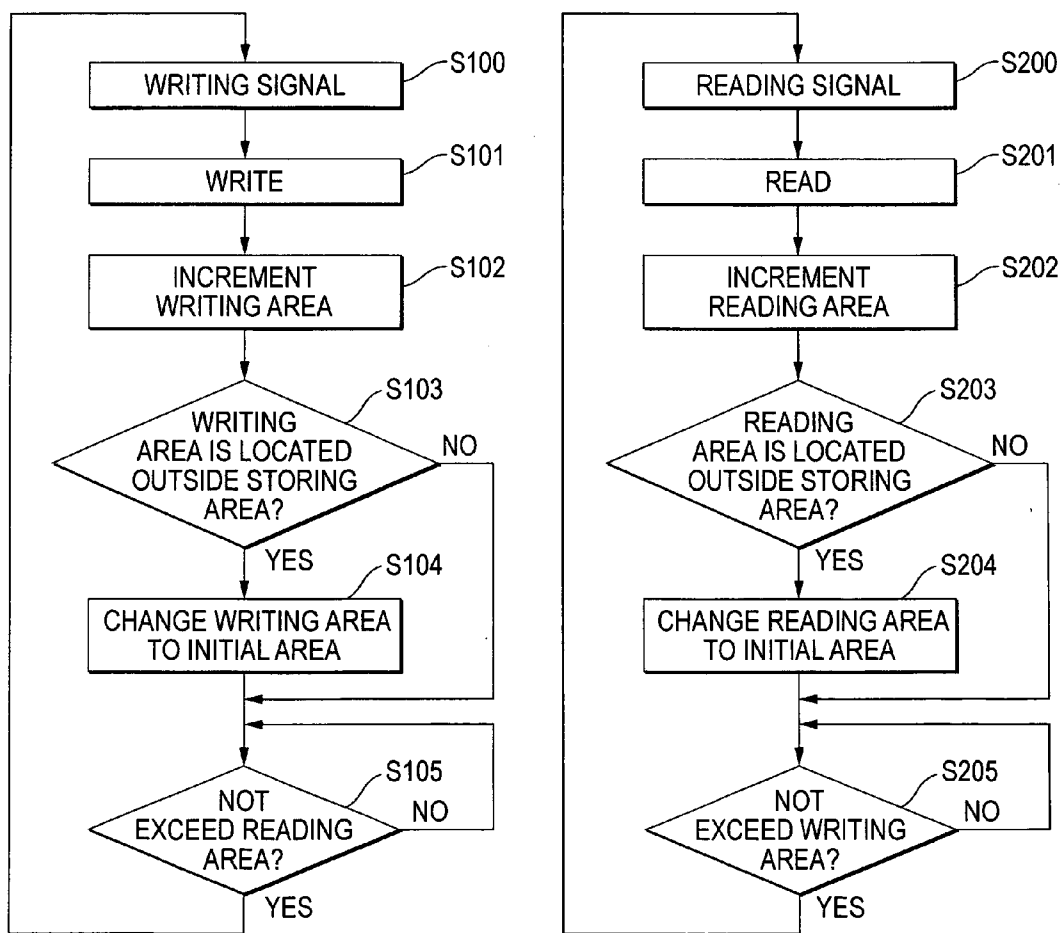 WRITING SIGNAL
S100
WRITE
S101
INCREMENT
WRITING AREA
S102
WRITING
AREA IS LOCATED
OUTSIDE STORING
AREA?
S103
NO
YES
CHANGE WRITING AREA
TO INITIAL AREA
S104
NOT
EXCEED READING
AREA?
S105
NO
YES
READING SIGNAL
S200
READ
S201
INCREMENT
READING AREA
S202
READING
AREA IS LOCATED
OUTSIDE STORING
AREA?
S203
NO
YES
CHANGE READING AREA
TO INITIAL AREA
S204
NOT
EXCEED WRITING
AREA?
S205
NO
YES